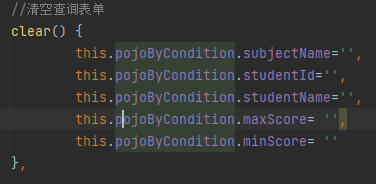 //清空查询表单
clear() {
this.pojoByCondition.subjectName='',
this.pojoByCondition.studentId='',
this.pojoByCondition.studentName='',
this.pojoByCondition.maxScore= '',
this.pojoByCondition.minScore= ''
},